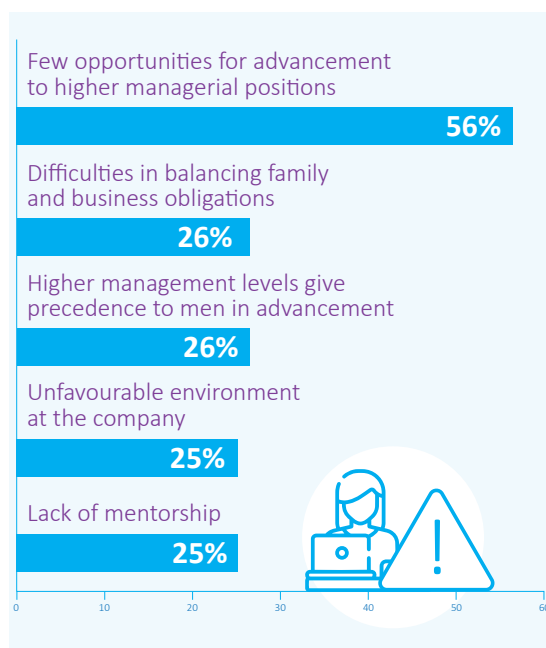 Few opportunities for advancement
to higher managerial positions
56%
Difficulties in balancing family
and business obligations
26%
Higher management levels give
precedence to men in advancement
26%
Unfavourable environment
at the company
25%
Lack of mentorship
25%
0 10 20 30 40 50